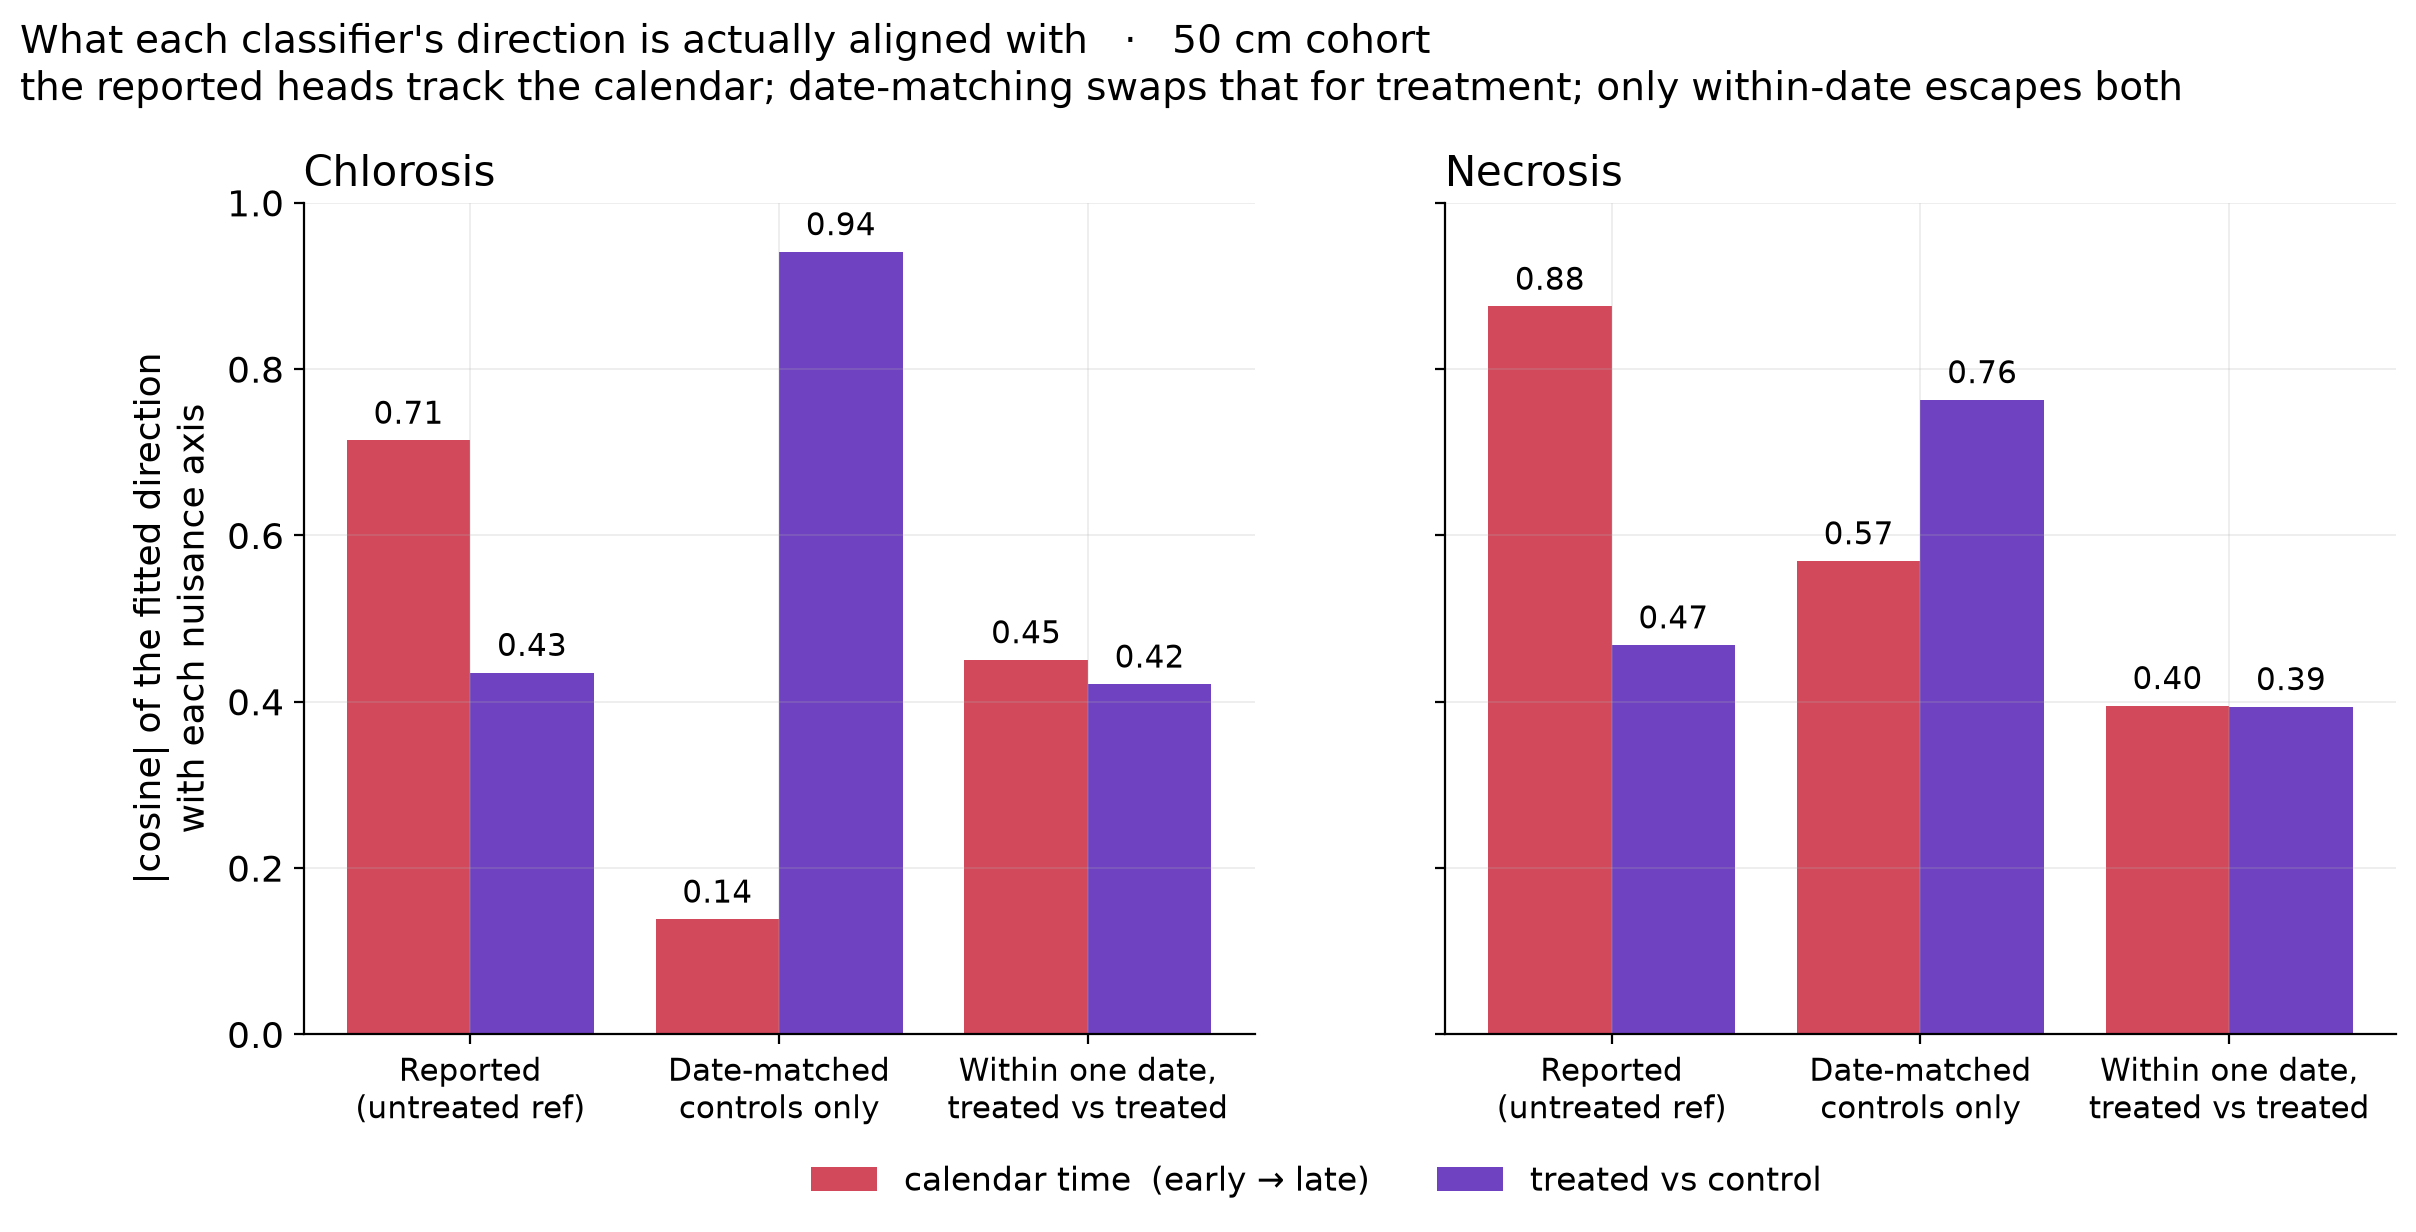 What each classifier's direction is actually aligned with · 50 cm cohort
the reported heads track the calendar; date-matching swaps that for treatment; only within-date escapes both
Chlorosis
|cosine| of the fitted direction
with each nuisance axis
1.0
0.8
0.6
0.4
0.2
0.0
0.71
0.43
0.14
0.94
0.45
0.42
Reported
(untreated ref)
Date-matched
controls only
Within one date,
treated vs treated
Necrosis
0.88
0.47
0.57
0.76
0.40
0.39
Reported
(untreated ref)
Date-matched
controls only
Within one date,
treated vs treated
calendar time (early → late)
treated vs control